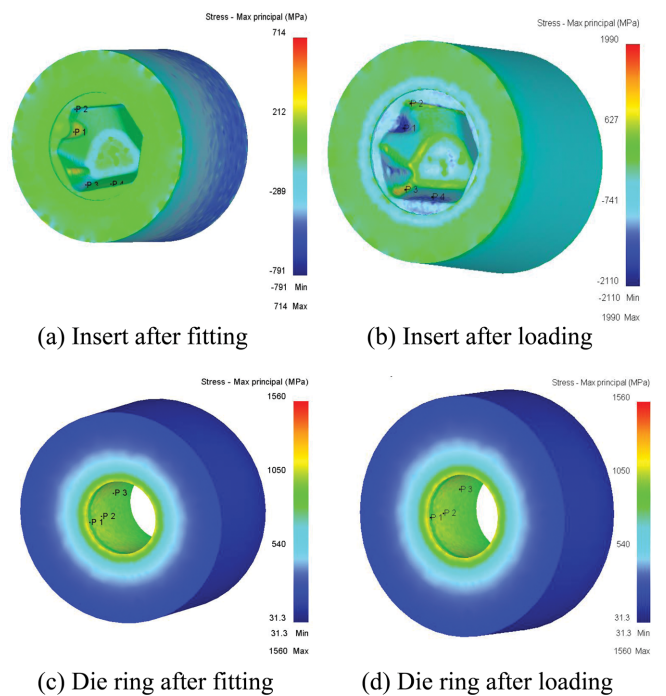 Stress - Max principal (MPa)
714
212
-289
-791
-791 Min
714 Max
P 2
P 1
P 3
P 4
(a) Insert after fitting
Stress - Max principal (MPa)
1990
627
-741
-2110
-2110 Min
1990 Max
P 2
P 1
P 3
P 4
(b) Insert after loading
Stress - Max principal (MPa)
1560
1050
540
31.3
31.3 Min
1560 Max
P 3
P 2
P 1
(c) Die ring after fitting
Stress - Max principal (MPa)
1560
1050
540
31.3
31.3 Min
1560 Max
P 3
P 2
P 1
(d) Die ring after loading